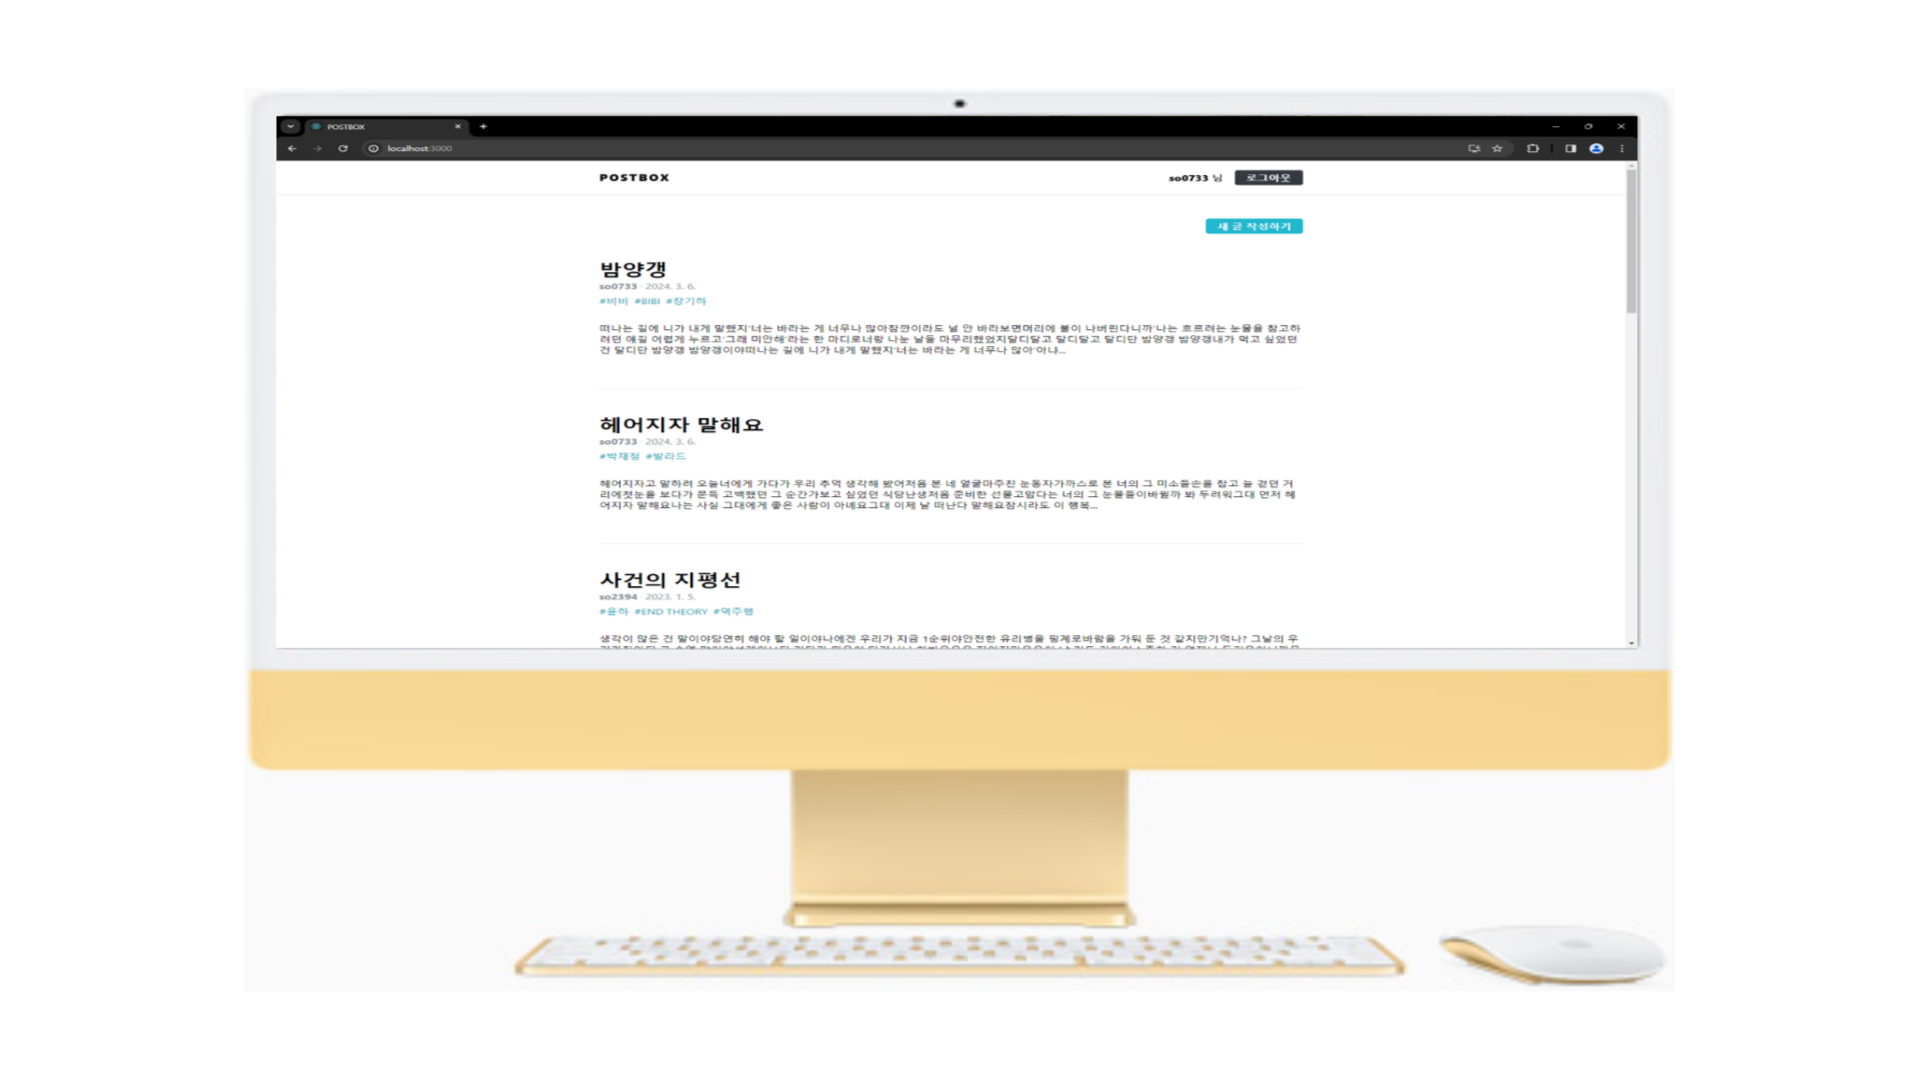 POSTBOX
localhost:3000
POSTBOX
so0733 님 로그아웃
새 글 작성하기
밤양갱
so0733 · 2024. 3. 6.
#비비 #BIBI #장기하
떠나는 길에 니가 내게 말했지'너는 바라는 게 너무나 많아잠깐이라도 널 안 바라보면머리에 불이 나버린다니까'나는 흐르려는 눈물을 참고하
려던 얘길 어렵게 누르고'그래 미안해'라는 한 마디로너랑 나눈 날들 마무리했었지달디달고 달디달고 달디단 밤양갱 밤양갱내가 먹고 싶었던
건 달디단 밤양갱 밤양갱이야떠나는 길에 니가 내게 말했지'너는 바라는 게 너무나 많아'아냐...
헤어지자 말해요
so0733 · 2024. 3. 6.
#박재정 #발라드
헤어지자고 말하려 오늘너에게 가다가 우리 추억 생각해 봤어처음 본 네 얼굴마주친 눈동자가까스로 본 너의 그 미소들손을 잡고 늘 걷던 거
리에첫눈을 보다가 문득 고백했던 그 순간가보고 싶었던 식당난생처음 준비한 선물고맙다는 너의 그 눈물들이바뀔까 봐 두려워그대 먼저 헤
어지자 말해요나는 사실 그대에게 좋은 사람이 아녜요그대 이제 날 떠난다 말해요잠시라도 이 행복...
사건의 지평선
so2394 · 2023. 1. 5.
#윤하 #END THEORY #역주행
생각이 많은 건 말이야당연히 해야 할 일이야나에겐 우리가 지금 1순위야안전한 유리병을 핑계로바람을 가둬 둔 것 같지만기억나? 그날의 우